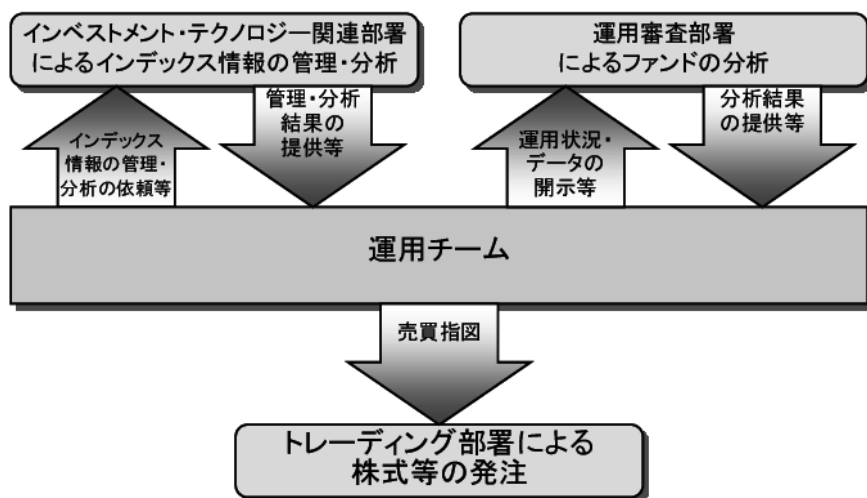 インベストメント・テクノロジー関連部署
によるインデックス情報の管理・分析
運用審査部署
によるファンドの分析
インデックス
情報の管理・
分析の依頼等
管理・分析
結果の
提供等
運用状況・
データの
開示等
分析結果
の提供等
運用チーム
売買指図
トレーディング部署による
株式等の発注